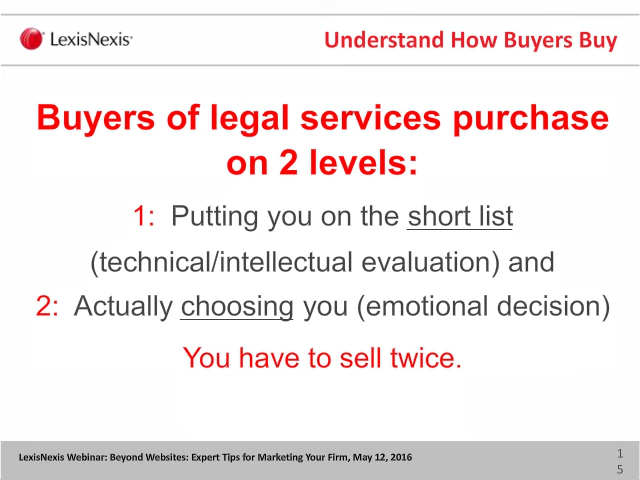 LexisNexis®
Understand How Buyers Buy
Buyers of legal services purchase
on 2 levels:
1: Putting you on the short list
(technical/intellectual evaluation) and
2: Actually choosing you (emotional decision)
You have to sell twice.
LexisNexis Webinar: Beyond Websites: Expert Tips for Marketing Your Firm, May 12, 2016
1
5